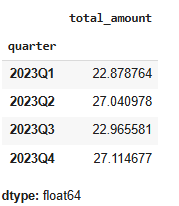 total_amount
quarter
2023Q1 22.878764
2023Q2 27.040978
2023Q3 22.965581
2023Q4 27.114677
dtype: float64